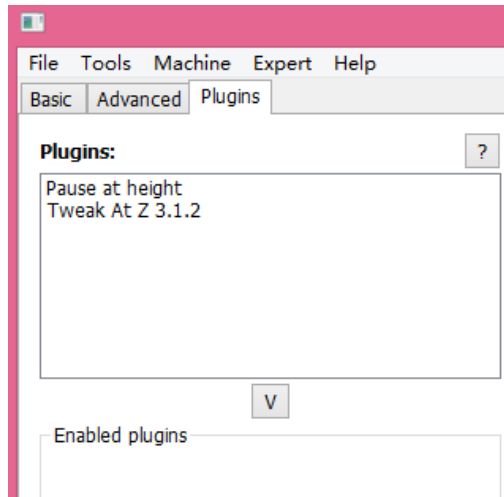 File Tools Machine Expert Help
Basic Advanced Plugins
Plugins:
?
Pause at height
Tweak At Z 3.1.2
V
Enabled plugins